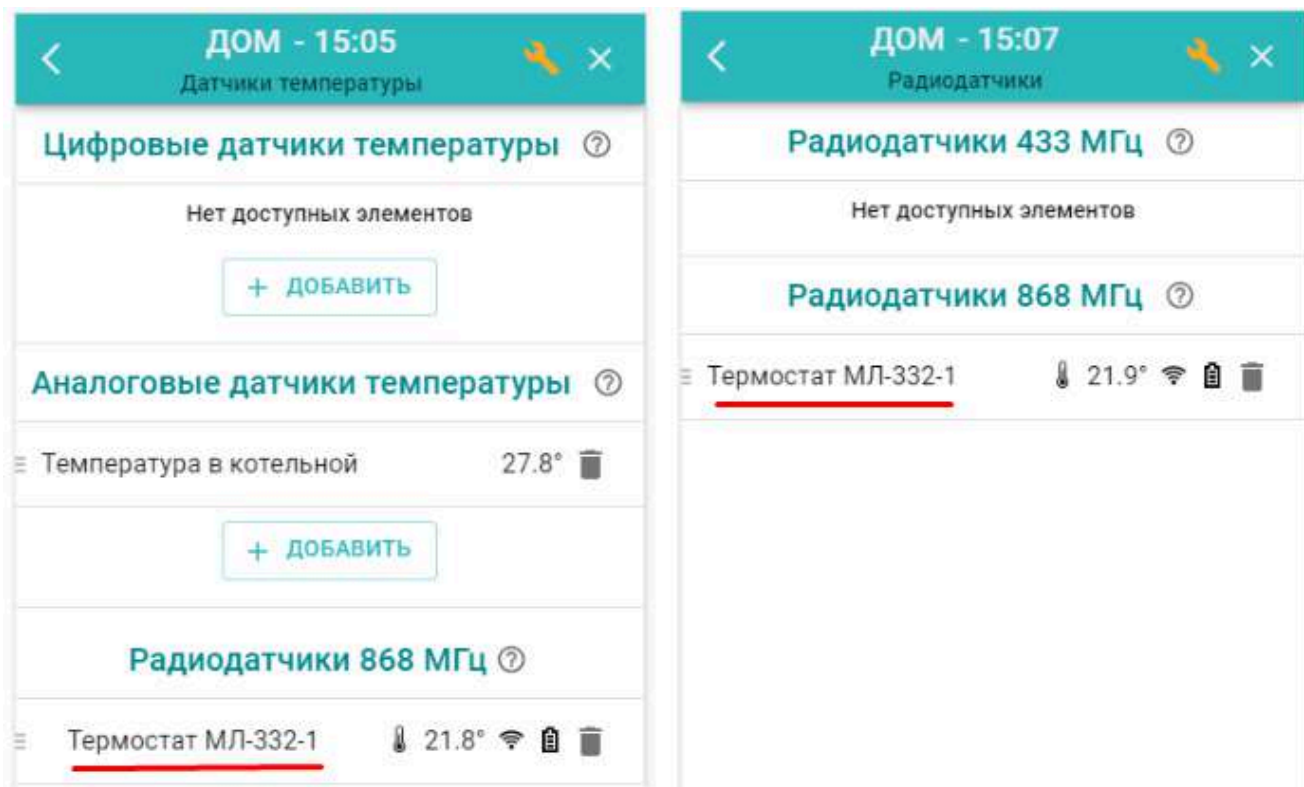 ДОМ - 15:05
Датчики температуры
Цифровые датчики температуры
Нет доступных элементов
+ ДОБАВИТЬ
Аналоговые датчики температуры
Температура в котельной 27.8°
+ ДОБАВИТЬ
Радиодатчики 868 МГц
Термостат МЛ-332-1 21.8°
ДОМ - 15:07
Радиодатчики
Радиодатчики 433 МГц
Нет доступных элементов
Радиодатчики 868 МГц
Термостат МЛ-332-1 21.9°